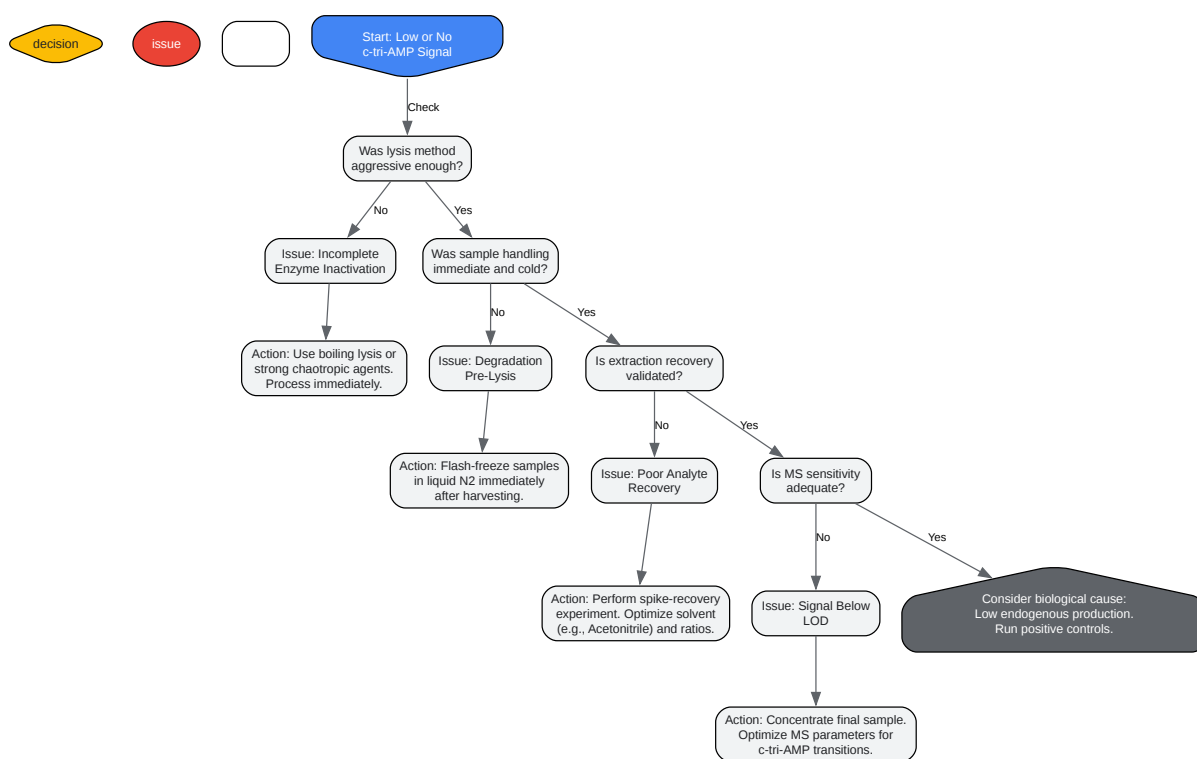 decision
issue
Start: Low or No
c-tri-AMP Signal
Check
Was lysis method
aggressive enough?
No
Yes
Issue: Incomplete
Enzyme Inactivation
Was sample handling
immediate and cold?
No
Yes
Action: Use boiling lysis or
strong chaotropic agents.
Process immediately.
Issue: Degradation
Pre-Lysis
Is extraction recovery
validated?
No
Yes
Action: Flash-freeze samples
in liquid N2 immediately
after harvesting.
Issue: Poor Analyte
Recovery
Is MS sensitivity
adequate?
No
Yes
Action: Perform spike-recovery
experiment. Optimize solvent
(e.g., Acetonitrile) and ratios.
Issue: Signal Below
LOD
Consider biological cause:
Low endogenous production.
Run positive controls.
Action: Concentrate final sample.
Optimize MS parameters for
c-tri-AMP transitions.